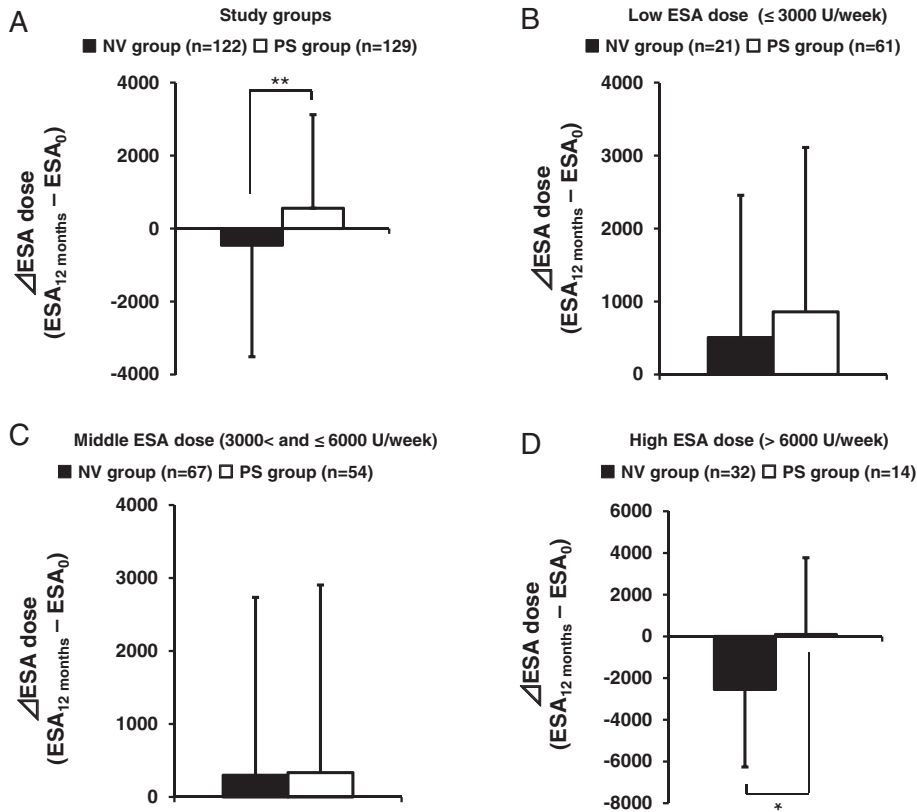 A
Study groups
■ NV group (n=122) □ PS group (n=129)
**
4000
2000
0
-2000
-4000
⊿ESA dose
(ESA12 months – ESA0)
B
Low ESA dose (≤ 3000 U/week)
■ NV group (n=21) □ PS group (n=61)
4000
3000
2000
1000
0
⊿ESA dose
(ESA12 months – ESA0)
C
Middle ESA dose (3000< and ≤ 6000 U/week)
■ NV group (n=67) □ PS group (n=54)
4000
3000
2000
1000
0
⊿ESA dose
(ESA12 months – ESA0)
D
High ESA dose (> 6000 U/week)
■ NV group (n=32) □ PS group (n=14)
6000
4000
2000
0
-2000
-4000
-6000
-8000
⊿ESA dose
(ESA12 months – ESA0)
*